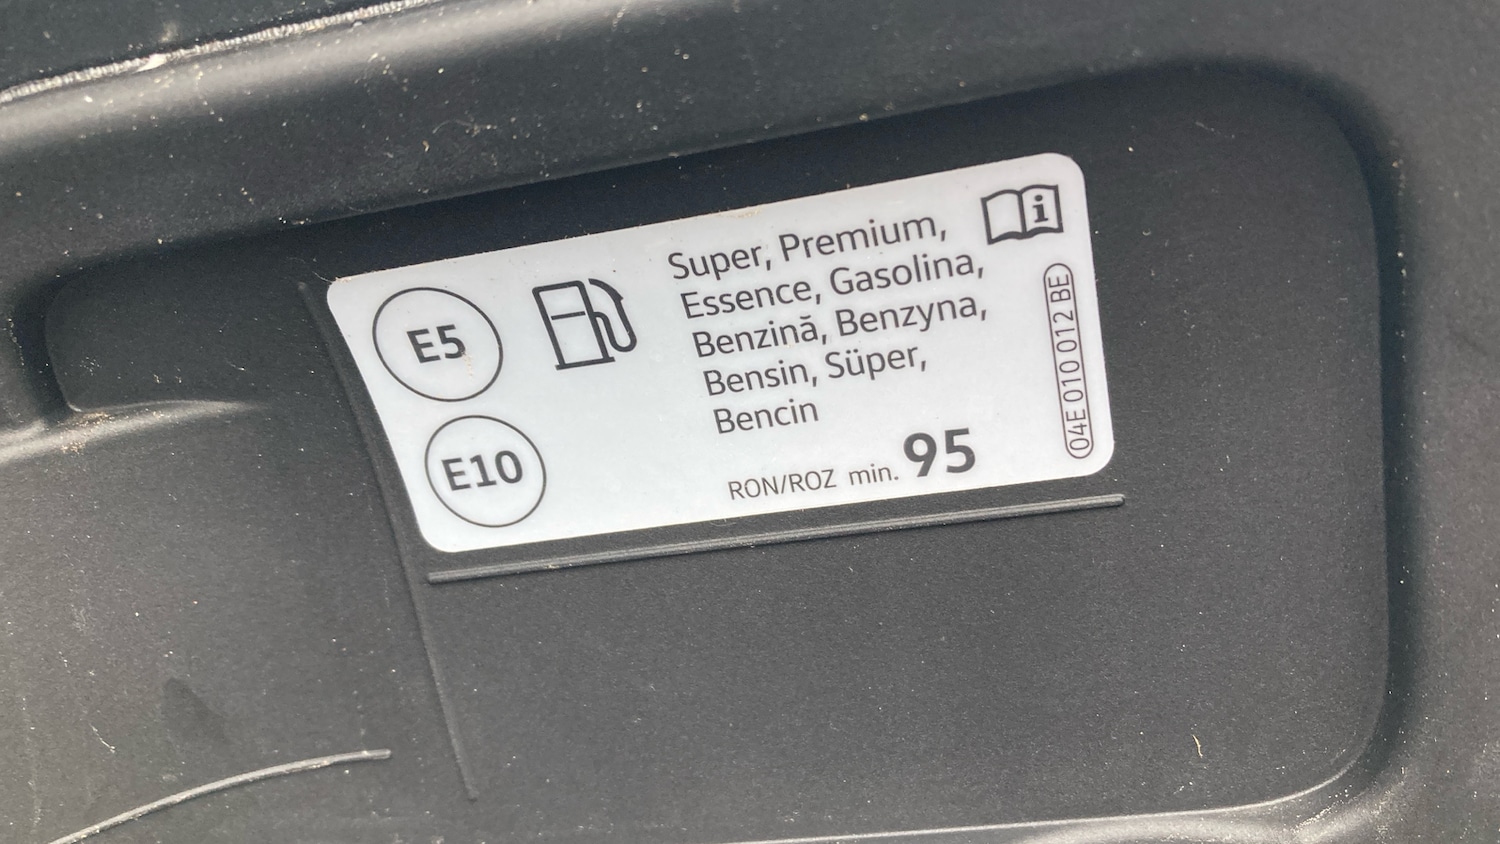 E5
E10
Super, Premium,
Essence, Gasolina,
Benzină, Benzyna,
Bensin, Süper,
Bencin
RON/ROZ min. 95
i
04E 010 012 BE